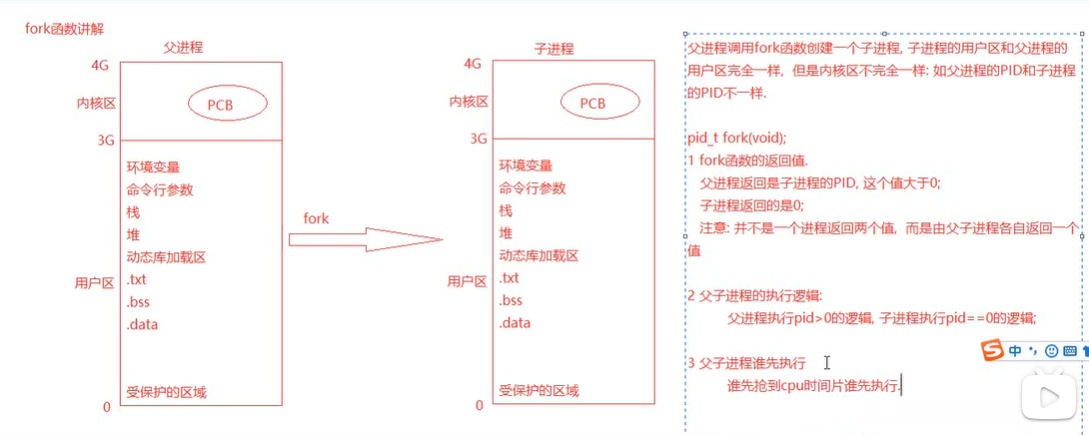 fork函数讲解
父进程
4G
内核区
PCB
3G
环境变量
命令行参数
栈
堆
动态库加载区
用户区
.txt
.bss
.data
受保护的区域
0
fork
子进程
4G
内核区
PCB
3G
环境变量
命令行参数
栈
堆
动态库加载区
用户区
.txt
.bss
.data
受保护的区域
0
父进程调用fork函数创建一个子进程, 子进程的用户区和父进程的
用户区完全一样, 但是内核区不完全一样: 如父进程的PID和子进程
的PID不一样.
pid_t fork(void);
1 fork函数的返回值.
父进程返回是子进程的PID, 这个值大于0;
子进程返回的是0;
注意: 并不是一个进程返回两个值, 而是由父子进程各自返回一个
值
2 父子进程的执行逻辑:
父进程执行pid>0的逻辑, 子进程执行pid==0的逻辑;
3 父子进程谁先执行
谁先抢到cpu时间片谁先执行.
S 中